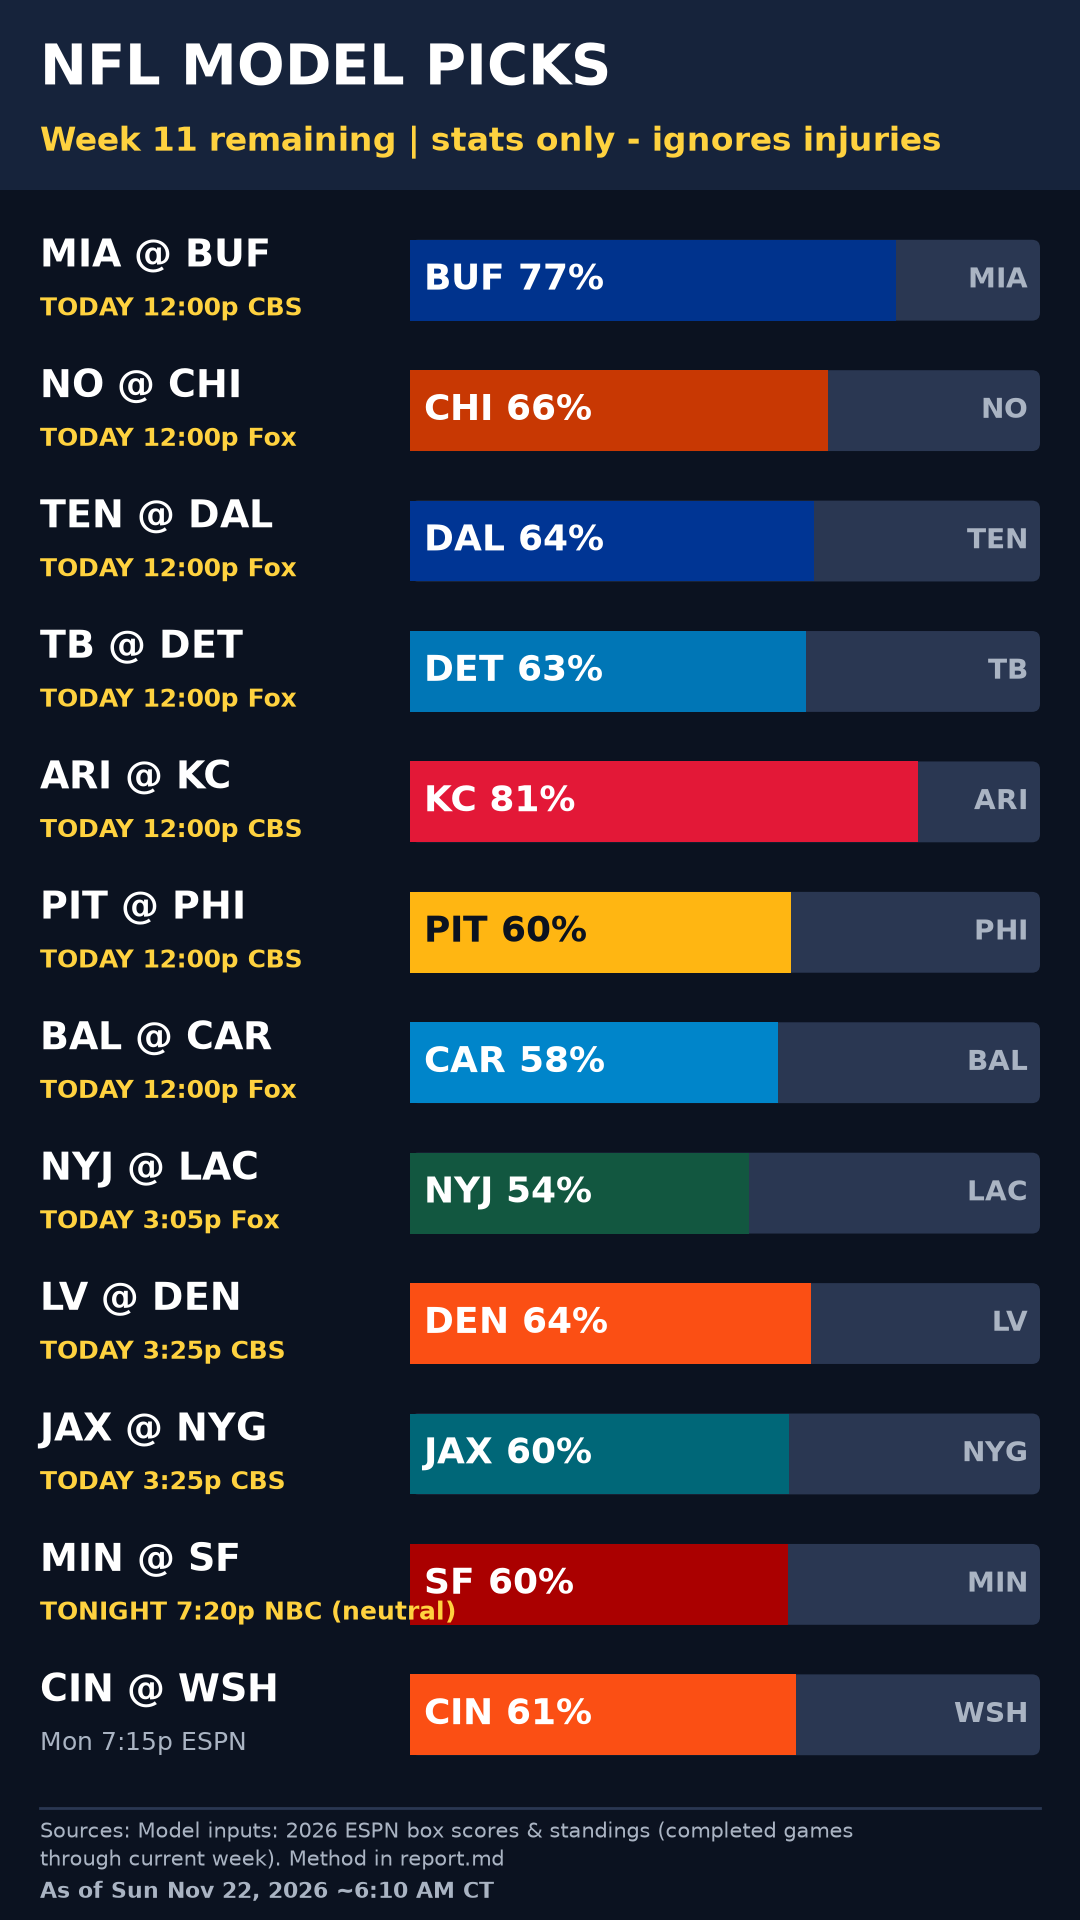 NFL MODEL PICKS
Week 11 remaining | stats only - ignores injuries
MIA @ BUF
TODAY 12:00p CBS
BUF 77%
MIA
NO @ CHI
TODAY 12:00p Fox
CHI 66%
NO
TEN @ DAL
TODAY 12:00p Fox
DAL 64%
TEN
TB @ DET
TODAY 12:00p Fox
DET 63%
TB
ARI @ KC
TODAY 12:00p CBS
KC 81%
ARI
PIT @ PHI
TODAY 12:00p CBS
PIT 60%
PHI
BAL @ CAR
TODAY 12:00p Fox
CAR 58%
BAL
NYJ @ LAC
TODAY 3:05p Fox
NYJ 54%
LAC
LV @ DEN
TODAY 3:25p CBS
DEN 64%
LV
JAX @ NYG
TODAY 3:25p CBS
JAX 60%
NYG
MIN @ SF
TONIGHT 7:20p NBC (neutral)
SF 60%
MIN
CIN @ WSH
Mon 7:15p ESPN
CIN 61%
WSH
Sources: Model inputs: 2026 ESPN box scores & standings (completed games
through current week). Method in report.md
As of Sun Nov 22, 2026 ~6:10 AM CT